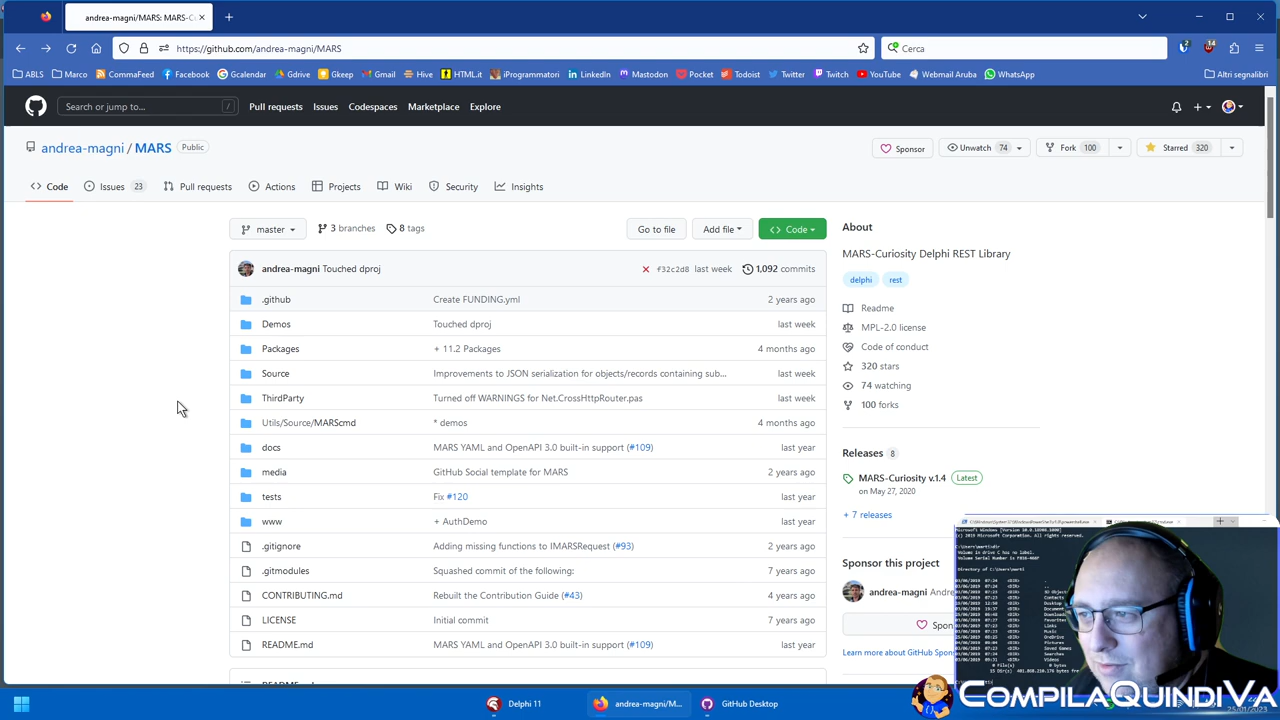 andrea-magni/MARS: MARS-C
https://github.com/andrea-magni/MARS
Cerca
2
14
ABLS Marco CommaFeed Facebook Gcalendar Gdrive Gkeep Gmail Hive HTML.it iProgrammatori LinkedIn Mastodon Pocket Todoist Twitter Twitch YouTube Webmail Aruba WhatsApp Altri segnalibri
Search or jump to... / Pull requests Issues Codespaces Marketplace Explore
andrea-magni / MARS Public Sponsor Unwatch 74 Fork 100 Starred 320
Code Issues 23 Pull requests Actions Projects Wiki Security Insights
master 3 branches 8 tags Go to file Add file Code
andrea-magni Touched dproj f32c2d8 last week 1,092 commits
.github Create FUNDING.yml 2 years ago
Demos Touched dproj last week
Packages + 11.2 Packages 4 months ago
Source Improvements to JSON serialization for objects/records containing sub... last week
ThirdParty Turned off WARNINGS for Net.CrossHttpRouter.pas last week
Utils/Source/MARScmd * demos 4 months ago
docs MARS YAML and OpenAPI 3.0 built-in support (#109) last year
media GitHub Social template for MARS 2 years ago
tests Fix #120 last year
www + AuthDemo last year
.gitignore Adding missing functions to IMARSRequest (#93) last year
Squashed commit of the following: 7 years ago
CONTRIBUTING.md Rebuilt the Contribution Guide (#43) 4 years ago
LICENSE Initial commit 7 years ago
README.md MARS YAML and OpenAPI 3.0 built-in support (#109) last year
README
About
MARS-Curiosity Delphi REST Library
delphi rest
Readme
MPL-2.0 license
Code of conduct
320 stars
74 watching
100 forks
Releases 8
MARS-Curiosity v.1.4 Latest
on May 27, 2020
+ 7 releases
Sponsor this project
andrea-magni Andre
Spon
Learn more about GitHub Spon
COMPILAQUINDIVA
Delphi 11 andrea-magni/M... GitHub Desktop
25/01/2023